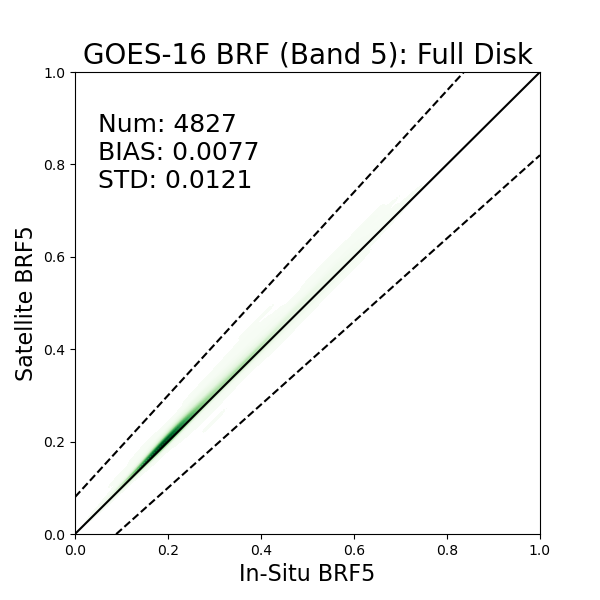 GOES-16 BRF (Band 5): Full Disk
1.0
Num: 4827
BIAS: 0.0077
STD: 0.0121
0.8
0.6
0.4
0.2
0.0
Satellite BRF5
0.0 0.2 0.4 0.6 0.8 1.0
In-Situ BRF5